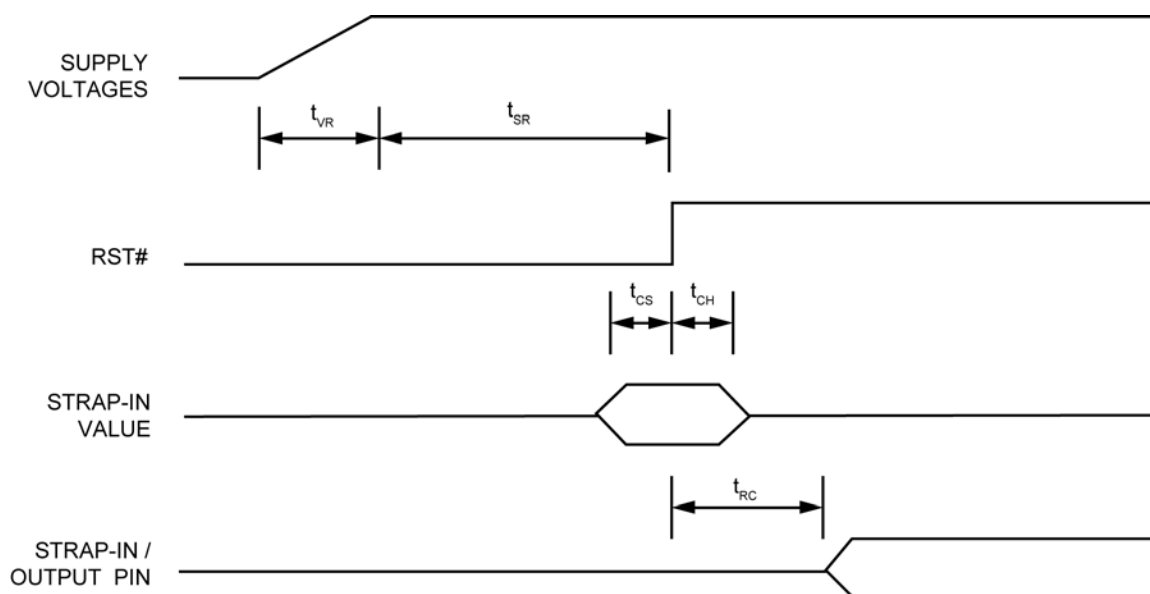 SUPPLY
VOLTAGES
tVR
tSR
RST#
tCS
tCH
STRAP-IN
VALUE
tRC
STRAP-IN /
OUTPUT PIN